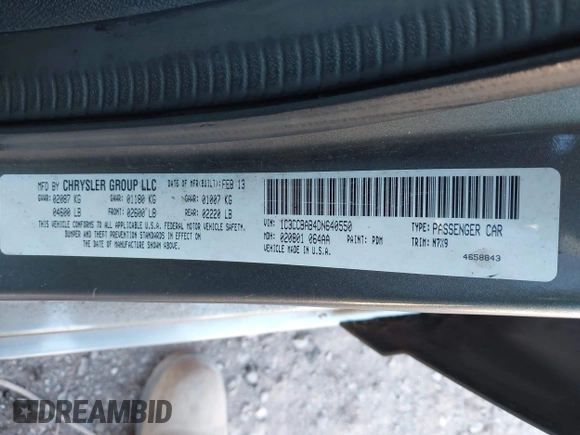 MFD BY CHRYSLER GROUP LLC DATE OF MFR(BUILT):FEB 13
GVWR: 02087 KG GAWR: 01180 KG GAWR: 01007 KG
04600 LB FRONT: 02600 LB REAR: 02220 LB
THIS VEHICLE CONFORMS TO ALL APPLICABLE U.S.A. FEDERAL MOTOR VEHICLE SAFETY,
BUMPER AND THEFT PREVENTION STANDARDS IN EFFECT ON
THE DATE OF MANUFACTURE SHOWN ABOVE.
VIN: 1C3CCBAB4DN640550 TYPE: PASSENGER CAR
MDH: 020801 064AA PAINT: PDM TRIM: M7X9
VEHICLE MADE IN U.S.A.
4658843
DREAMBID